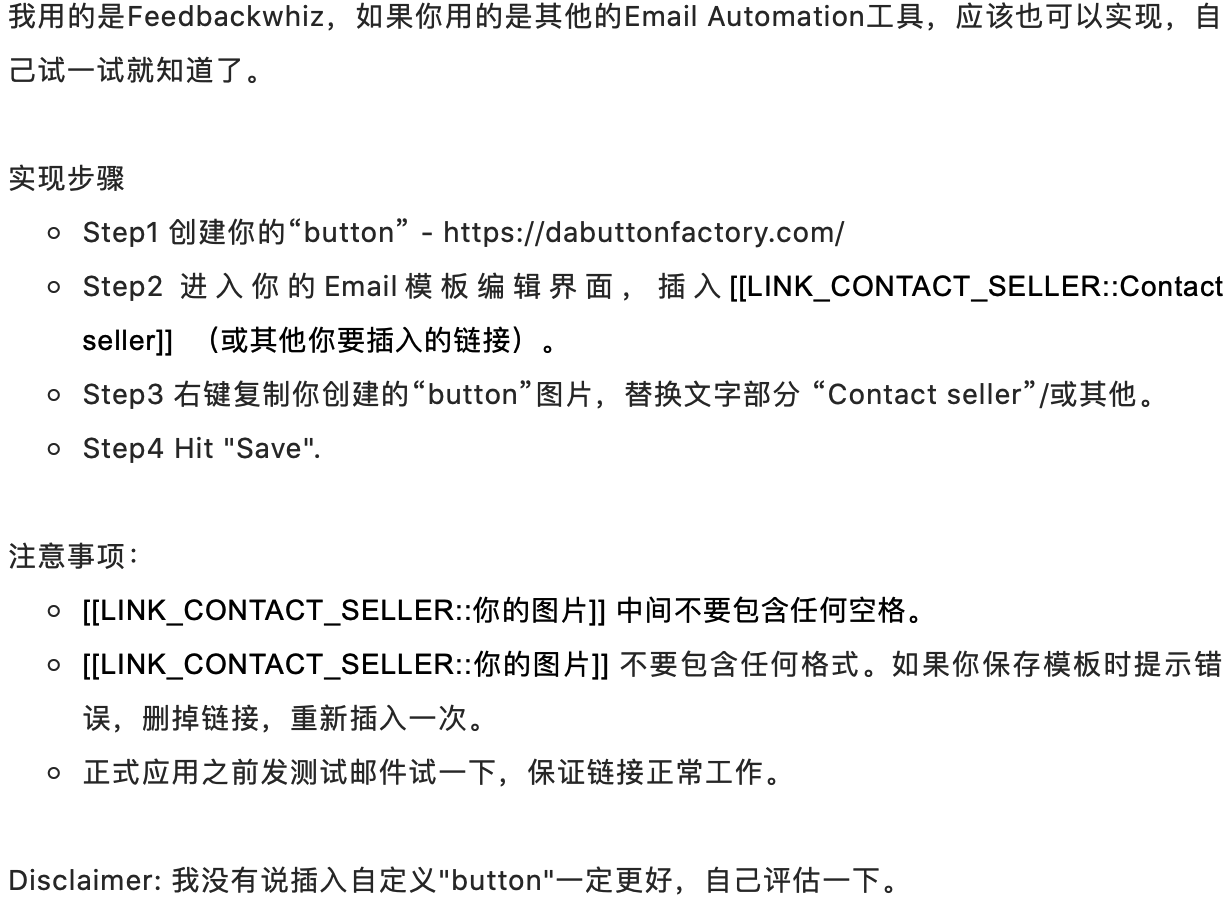 我用的是Feedbackwhiz，如果你用的是其他的Email Automation工具，应该也可以实现，自
己试一试就知道了。
实现步骤
Step1 创建你的“button” - https://dabuttonfactory.com/
Step2 进入你的Email模板编辑界面，插入[[LINK_CONTACT_SELLER::Contact
seller]] （或其他你要插入的链接）。
Step3 右键复制你创建的“button”图片，替换文字部分 “Contact seller”/或其他。
Step4 Hit "Save".
注意事项：
[[LINK_CONTACT_SELLER::你的图片]] 中间不要包含任何空格。
[[LINK_CONTACT_SELLER::你的图片]] 不要包含任何格式。如果你保存模板时提示错
误，删掉链接，重新插入一次。
正式应用之前发测试邮件试一下，保证链接正常工作。
Disclaimer: 我没有说插入自定义"button"一定更好，自己评估一下。